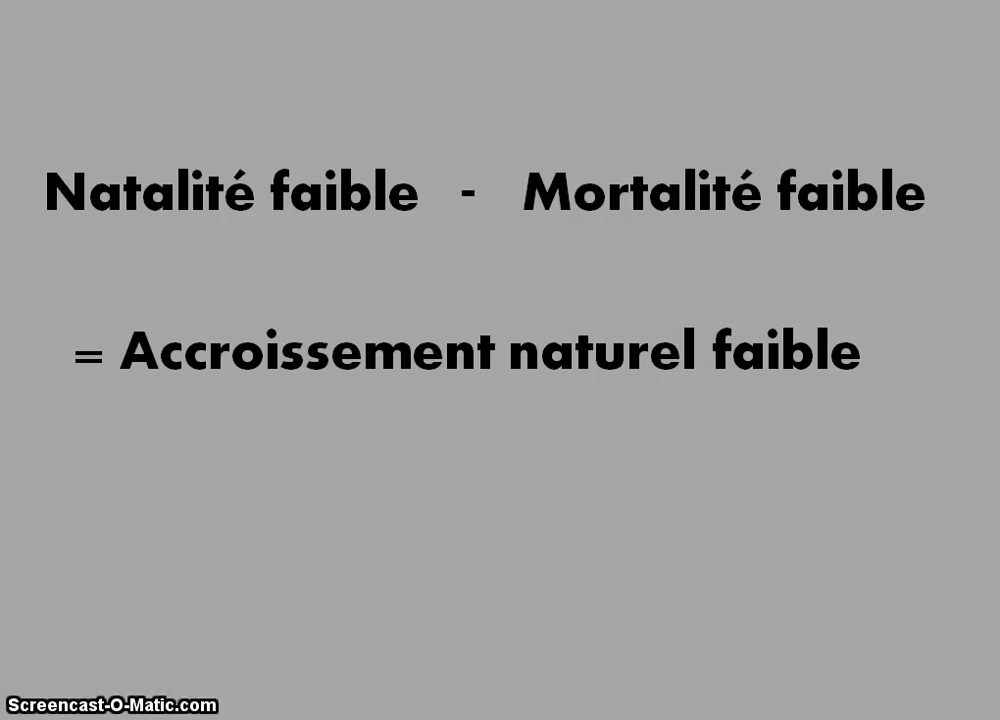 Natalité faible - Mortalité faible
= Accroissement naturel faible
Screencast-O-Matic.com